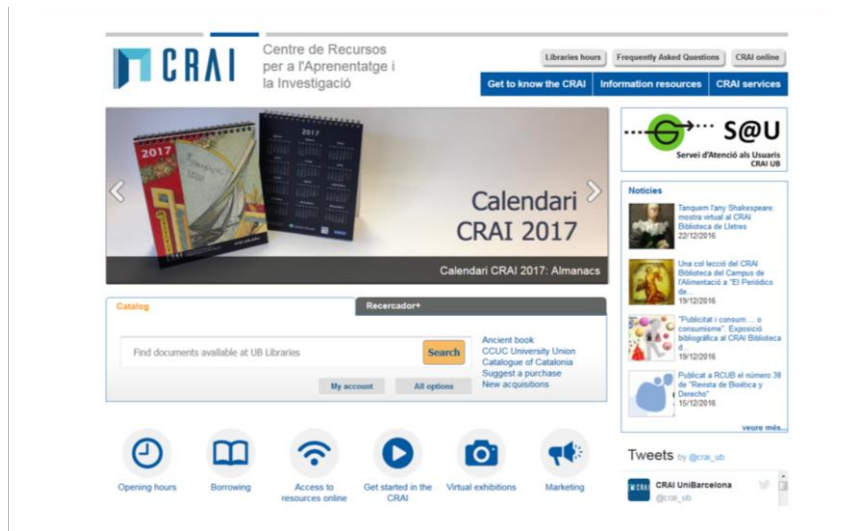 CRAI
Centre de Recursos
per a l'Aprenentatge i
la Investigació
Libraries hours
Frequently Asked Questions
CRAI online
Get to know the CRAI
Information resources
CRAI services
2017
2017
CRAI
Calendari
CRAI 2017
Calendari CRAI 2017: Almanacs
S@U
Servei d'Atenció als Usuaris
CRAI UB
Notícies
Tanquem l'any Shakespeare:
mostra virtual al CRAI
Biblioteca de Lletres
22/12/2016
Una col·lecció del CRAI
Biblioteca del Campus de
l'Alimentació a "El Periódico
de...
19/12/2016
"Publicitat i consum ... o
consumisme". Exposició
bibliogràfica al CRAI Biblioteca
d...
19/12/2016
Publicat a RCUB el número 38
de "Revista de Bioética y
Derecho"
15/12/2016
veure més...
Catalog
Recercador+
Find documents available at UB Libraries
Search
My account
All options
Ancient book
CCUC University Union
Catalogue of Catalonia
Suggest a purchase
New acquisitions
Opening hours
Borrowing
Access to
resources online
Get started in the
CRAI
Virtual exhibitions
Marketing
Tweets by @crai_ub
CRAI
CRAI UniBarcelona
@crai_ub